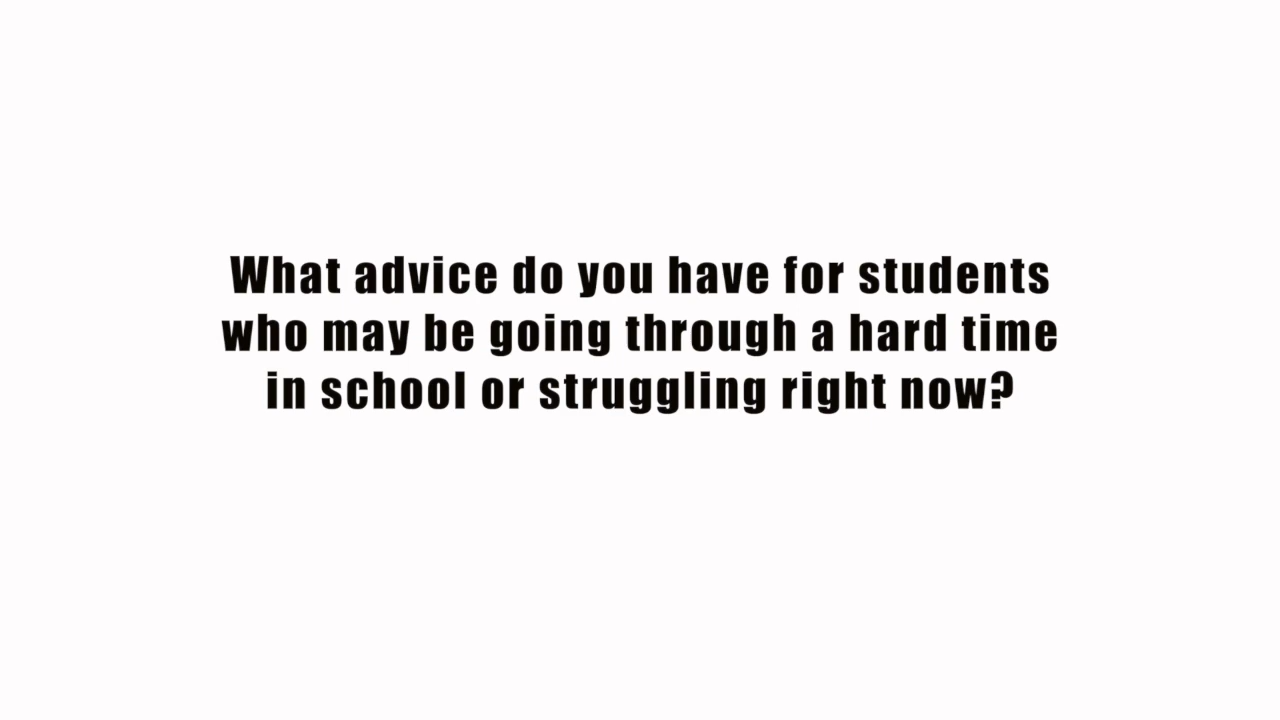 What advice do you have for students
who may be going through a hard time
in school or struggling right now?